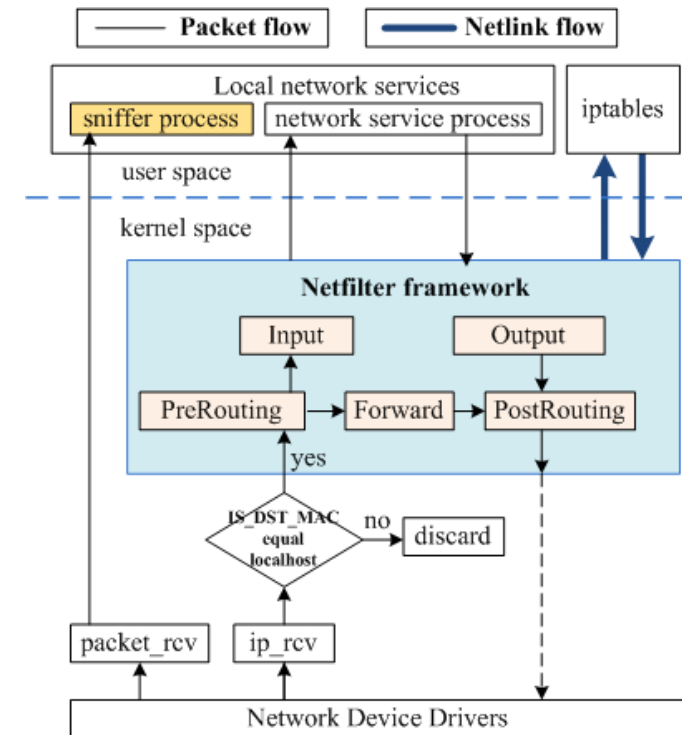 Packet flow
Netlink flow
Local network services
sniffer process
network service process
iptables
user space
kernel space
Netfilter framework
Input
Output
PreRouting
Forward
PostRouting
yes
IS_DST_MAC
equal
localhost
no
discard
packet_rcv
ip_rcv
Network Device Drivers